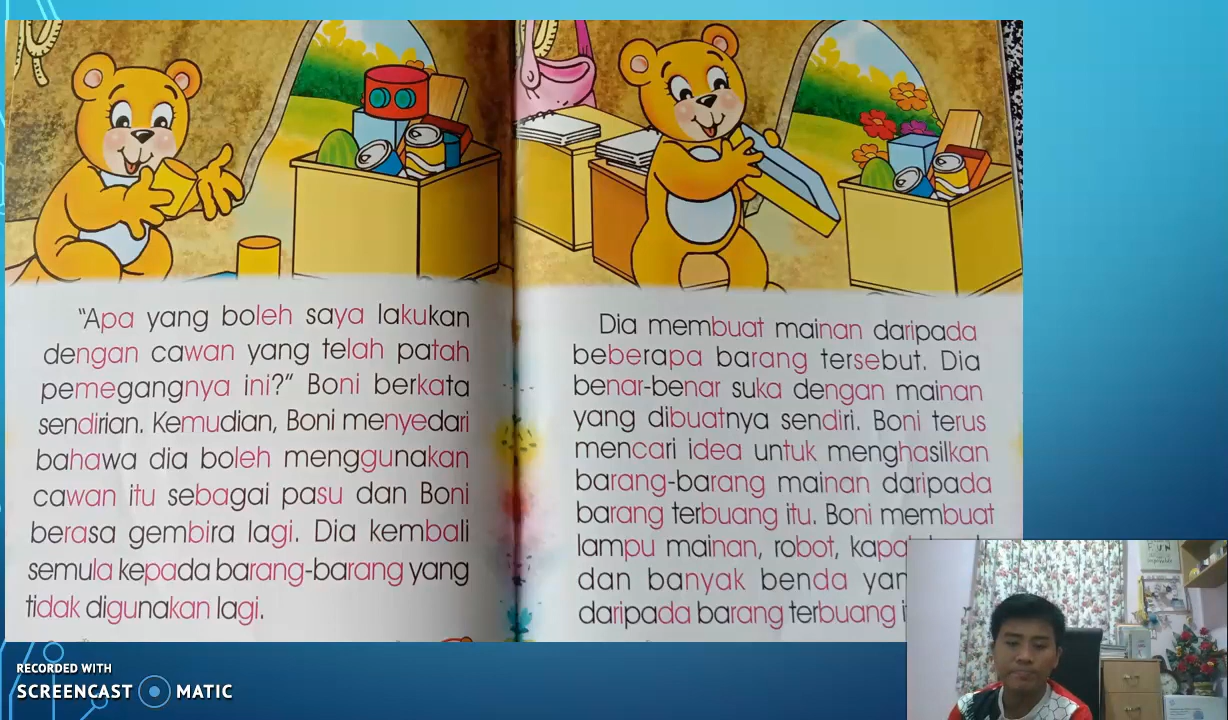 “Apa yang boleh saya lakukan
dengan cawan yang telah patah
pemegangnya ini?” Boni berkata
sendirian. Kemudian, Boni menyedari
bahawa dia boleh menggunakan
cawan itu sebagai pasu dan Boni
berasa gembira lagi. Dia kembali
semula kepada barang-barang yang
tidak digunakan lagi.
Dia membuat mainan daripada
beberapa barang tersebut. Dia
benar-benar suka dengan mainan
yang dibuatnya sendiri. Boni terus
mencari idea untuk menghasilkan
barang-barang mainan daripada
barang terbuang itu. Boni membuat
lampu mainan, robot,
dan banyak benda
daripada barang terbuang
RECORDED WITH
SCREENCAST MATIC